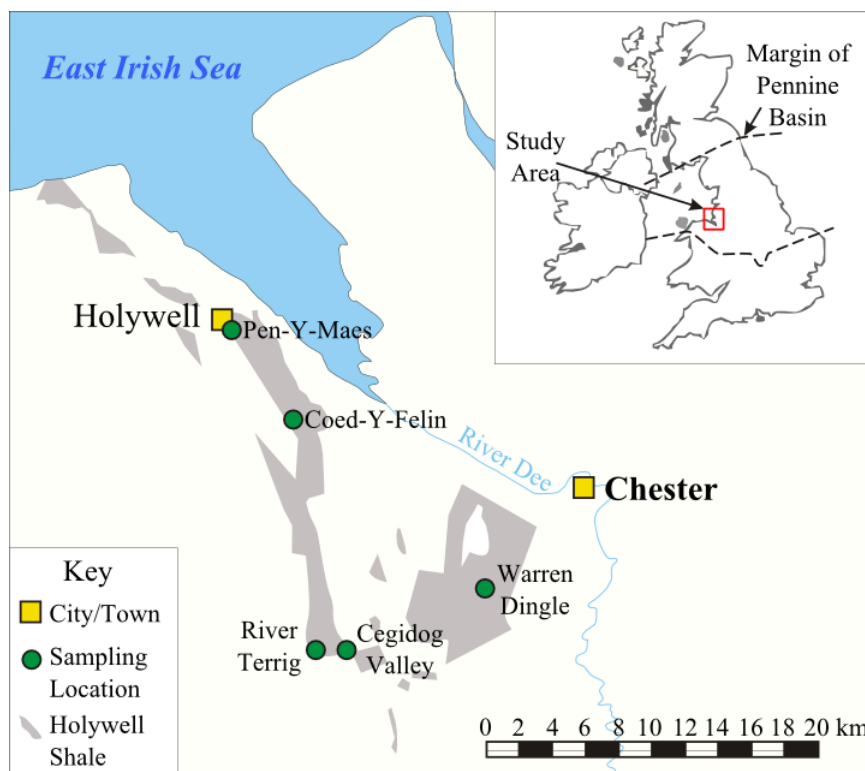 East Irish Sea
Margin of
Pennine
Basin
Study
Area
Holywell
Pen-Y-Maes
Coed-Y-Felin
River Dee
Chester
Warren
Dingle
River
Terrig
Cegidog
Valley
Key
City/Town
Sampling
Location
Holywell
Shale
0 2 4 6 8 10 12 14 16 18 20 km